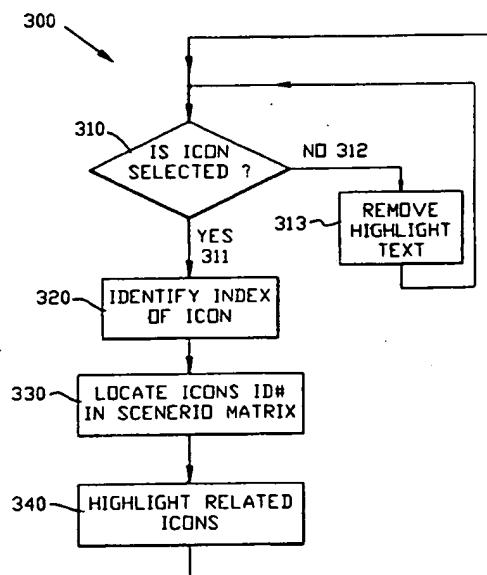 300
310
IS ICON
SELECTED ?
NO 312
313
REMOVE
HIGHLIGHT
TEXT
YES
311
320
IDENTIFY INDEX
OF ICON
330
LOCATE ICONS ID#
IN SCENERIO MATRIX
340
HIGHLIGHT RELATED
ICONS